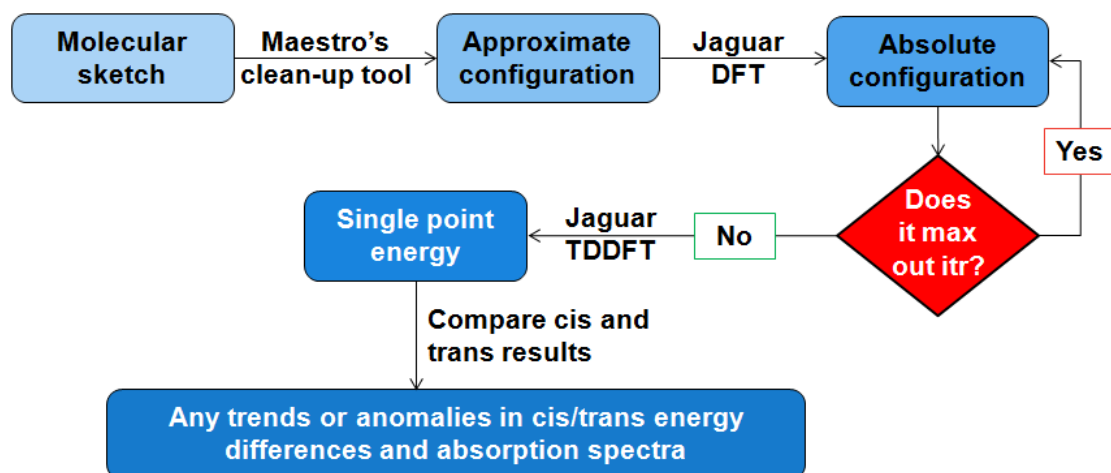 Molecular
sketch
Maestro's
clean-up tool
Approximate
configuration
Jaguar
DFT
Absolute
configuration
Yes
Does
it max
out itr?
No
Jaguar
TDDFT
Single point
energy
Compare cis and
trans results
Any trends or anomalies in cis/trans energy
differences and absorption spectra